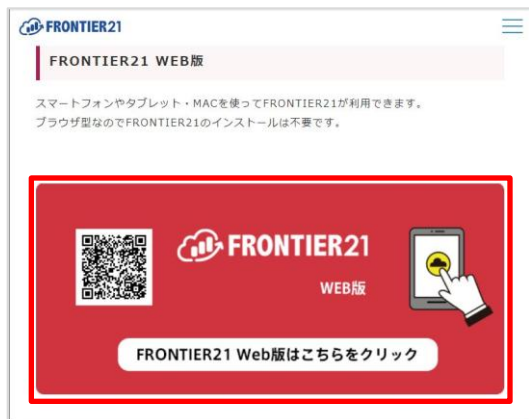 FRONTIER21
FRONTIER21 WEB版
スマートフォンやタブレット・MACを使ってFRONTIER21が利用できます。
ブラウザ型なのでFRONTIER21のインストールは不要です。
FRONTIER21
WEB版
FRONTIER21 Web版はこちらをクリック